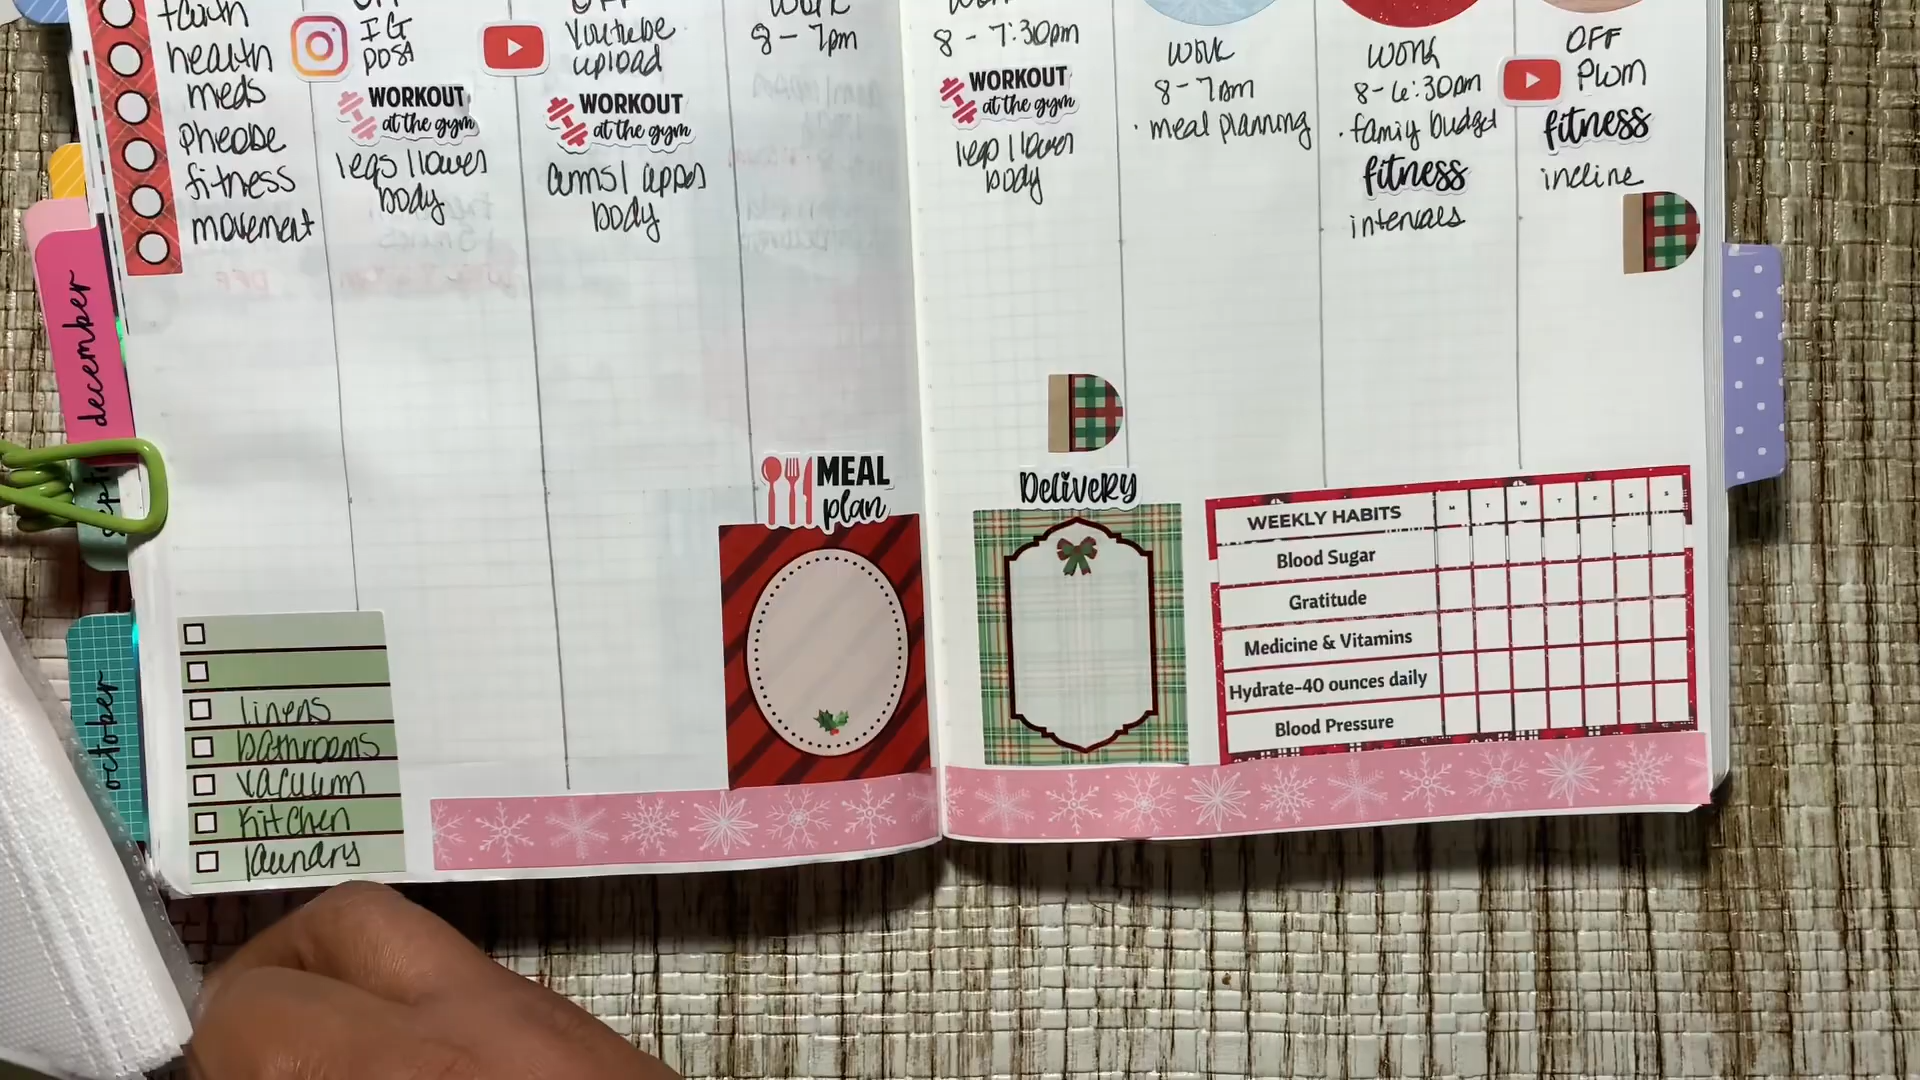 faith
health
meds
pheobe
fitness
movement
IG
post
WORKOUT
at the gym
legs / lower
body
Youtube
upload
WORKOUT
at the gym
arms / upper
body
work
8 - 7pm
8 - 7:30pm
WORKOUT
at the gym
legs / lower
body
work
8 - 7pm
· meal planning
work
8 - 6:30pm
· family budget
fitness
intervals
OFF
PWM
fitness
incline
december
october
linens
bathrooms
vacuum
kitchen
laundry
MEAL
plan
Delivery
WEEKLY HABITS M T W T F S S
Blood Sugar
Gratitude
Medicine & Vitamins
Hydrate-40 ounces daily
Blood Pressure